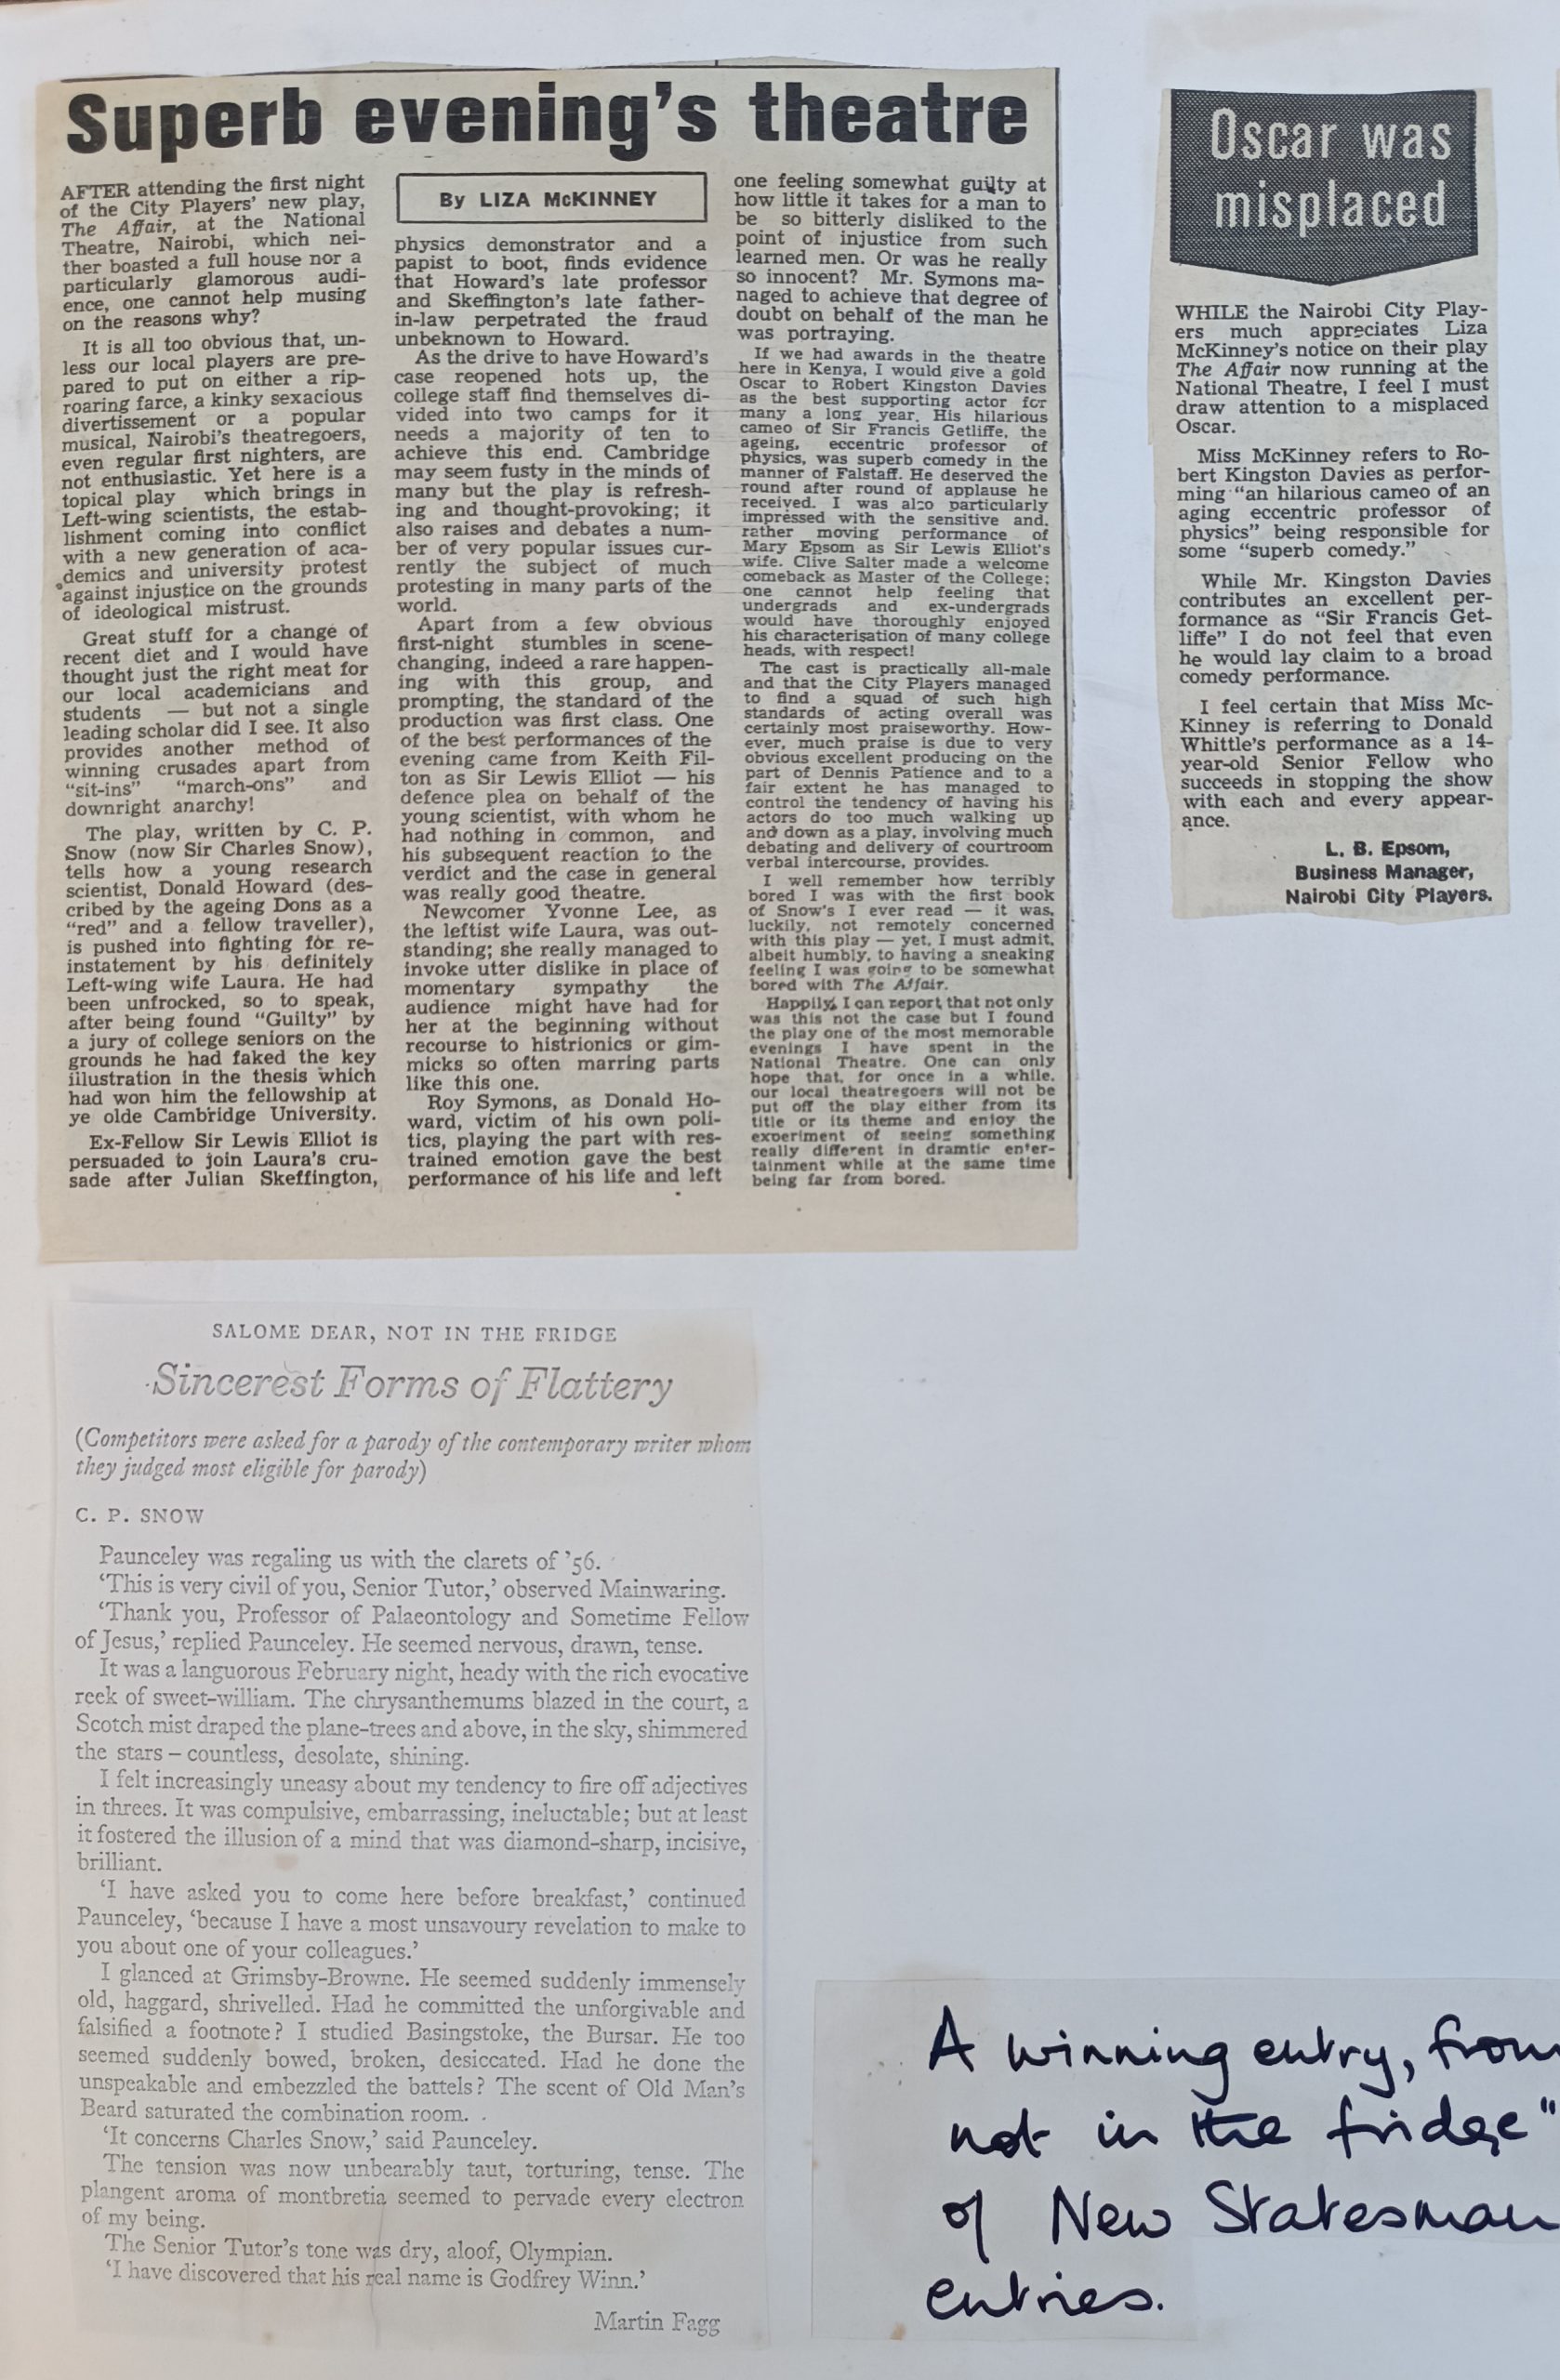 Superb evening's theatre
AFTER attending the first night
of the City Players' new play,
The Affair, at the National
Theatre, Nairobi, which nei-
ther boasted a full house nor a
particularly glamorous audi-
ence, one cannot help musing
on the reasons why?
It is all too obvious that, un-
less our local players are pre-
pared to put on either a rip-
roaring farce, a kinky sexacious
divertissement or a popular
musical, Nairobi's theatregoers,
even regular first nighters, are
not enthusiastic. Yet here is a
topical play which brings in
Left-wing scientists, the estab-
lishment coming into conflict
with a new generation of aca-
demics and university protest
against injustice on the grounds
of ideological mistrust.
Great stuff for a change of
recent diet and I would have
thought just the right meat for
our local academicians and
students — but not a single
leading scholar did I see. It also
provides another method of
winning crusades apart from
"sit-ins" "march-ons" and
downright anarchy!
The play, written by C. P.
Snow (now Sir Charles Snow),
tells how a young research
scientist, Donald Howard (des-
cribed by the ageing Dons as a
"red" and a fellow traveller),
is pushed into fighting for re-
instatement by his definitely
Left-wing wife Laura. He had
been unfrocked, so to speak,
after being found "Guilty" by
a jury of college seniors on the
grounds he had faked the key
illustration in the thesis which
had won him the fellowship at
ye olde Cambridge University.
Ex-Fellow Sir Lewis Elliot is
persuaded to join Laura's cru-
sade after Julian Skeffington,
By LIZA McKINNEY
physics demonstrator and a
papist to boot, finds evidence
that Howard's late professor
and Skeffington's late father-
in-law perpetrated the fraud
unbeknown to Howard.
As the drive to have Howard's
case reopened hots up, the
college staff find themselves di-
vided into two camps for it
needs a majority of ten to
achieve this end. Cambridge
may seem fusty in the minds of
many but the play is refresh-
ing and thought-provoking; it
also raises and debates a num-
ber of very popular issues cur-
rently the subject of much
protesting in many parts of the
world.
Apart from a few obvious
first-night stumbles in scene-
changing, indeed a rare happen-
ing with this group, and
prompting, the standard of the
production was first class. One
of the best performances of the
evening came from Keith Fil-
ton as Sir Lewis Elliot — his
defence plea on behalf of the
young scientist, with whom he
had nothing in common, and
his subsequent reaction to the
verdict and the case in general
was really good theatre.
Newcomer Yvonne Lee, as
the leftist wife Laura, was out-
standing; she really managed to
invoke utter dislike in place of
momentary sympathy the
audience might have had for
her at the beginning without
recourse to histrionics or gim-
micks so often marring parts
like this one.
Roy Symons, as Donald Ho-
ward, victim of his own poli-
tics, playing the part with res-
trained emotion gave the best
performance of his life and left
one feeling somewhat guilty at
how little it takes for a man to
be so bitterly disliked to the
point of injustice from such
learned men. Or was he really
so innocent? Mr. Symons ma-
naged to achieve that degree of
doubt on behalf of the man he
was portraying.
If we had awards in the theatre
here in Kenya, I would give a gold
Oscar to Robert Kingston Davies
as the best supporting actor for
many a long year. His hilarious
cameo of Sir Francis Getliffe, the
ageing, eccentric professor of
physics, was superb comedy in the
manner of Falstaff. He deserved the
round after round of applause he
received. I was also particularly
impressed with the sensitive and.
rather moving performance of
Mary Epsom as Sir Lewis Elliot's
wife. Clive Salter made a welcome
comeback as Master of the College;
one cannot help feeling that
undergrads and ex-undergrads
would have thoroughly enjoyed
his characterisation of many college
heads, with respect!
The cast is practically all-male
and that the City Players managed
to find a squad of such high
standards of acting overall was
certainly most praiseworthy. How-
ever, much praise is due to very
obvious excellent producing on the
part of Dennis Patience and to a
fair extent he has managed to
control the tendency of having his
actors do too much walking up
and down as a play, involving much
debating and delivery of courtroom
verbal intercourse, provides.
I well remember how terribly
bored I was with the first book
of Snow's I ever read — it was,
luckily, not remotely concerned
with this play — yet, I must admit,
albeit humbly, to having a sneaking
feeling I was going to be somewhat
bored with The Affair.
Happily, I can report that not only
was this not the case but I found
the play one of the most memorable
evenings I have spent in the
National Theatre. One can only
hope that, for once in a while,
our local theatregoers will not be
put off the play either from its
title or its theme and enjoy the
experiment of seeing something
really different in dramtic enter-
tainment while at the same time
being far from bored.
Oscar was
misplaced
WHILE the Nairobi City Play-
ers much appreciates Liza
McKinney's notice on their play
The Affair now running at the
National Theatre, I feel I must
draw attention to a misplaced
Oscar.
Miss McKinney refers to Ro-
bert Kingston Davies as perfor-
ming "an hilarious cameo of an
aging eccentric professor of
physics" being responsible for
some "superb comedy."
While Mr. Kingston Davies
contributes an excellent per-
formance as "Sir Francis Get-
liffe" I do not feel that even
he would lay claim to a broad
comedy performance.
I feel certain that Miss Mc-
Kinney is referring to Donald
Whittle's performance as a 14-
year-old Senior Fellow who
succeeds in stopping the show
with each and every appear-
ance.
L. B. Epsom,
Business Manager,
Nairobi City Players.
SALOME DEAR, NOT IN THE FRIDGE
Sincerest Forms of Flattery
(Competitors were asked for a parody of the contemporary writer whom
they judged most eligible for parody)
C. P. SNOW
Paunceley was regaling us with the clarets of '56.
'This is very civil of you, Senior Tutor,' observed Mainwaring.
'Thank you, Professor of Palaeontology and Sometime Fellow
of Jesus,' replied Paunceley. He seemed nervous, drawn, tense.
It was a languorous February night, heady with the rich evocative
reek of sweet-william. The chrysanthemums blazed in the court, a
Scotch mist draped the plane-trees and above, in the sky, shimmered
the stars – countless, desolate, shining.
I felt increasingly uneasy about my tendency to fire off adjectives
in threes. It was compulsive, embarrassing, ineluctable; but at least
it fostered the illusion of a mind that was diamond-sharp, incisive,
brilliant.
'I have asked you to come here before breakfast,' continued
Paunceley, 'because I have a most unsavoury revelation to make to
you about one of your colleagues.'
I glanced at Grimsby-Browne. He seemed suddenly immensely
old, haggard, shrivelled. Had he committed the unforgivable and
falsified a footnote? I studied Basingstoke, the Bursar. He too
seemed suddenly bowed, broken, desiccated. Had he done the
unspeakable and embezzled the battels? The scent of Old Man's
Beard saturated the combination room.
'It concerns Charles Snow,' said Paunceley.
The tension was now unbearably taut, torturing, tense. The
plangent aroma of montbretia seemed to pervade every electron
of my being.
The Senior Tutor's tone was dry, aloof, Olympian.
'I have discovered that his real name is Godfrey Winn.'
Martin Fagg
A winning entry, from
not in the fridge"
of New Statesman
entries.